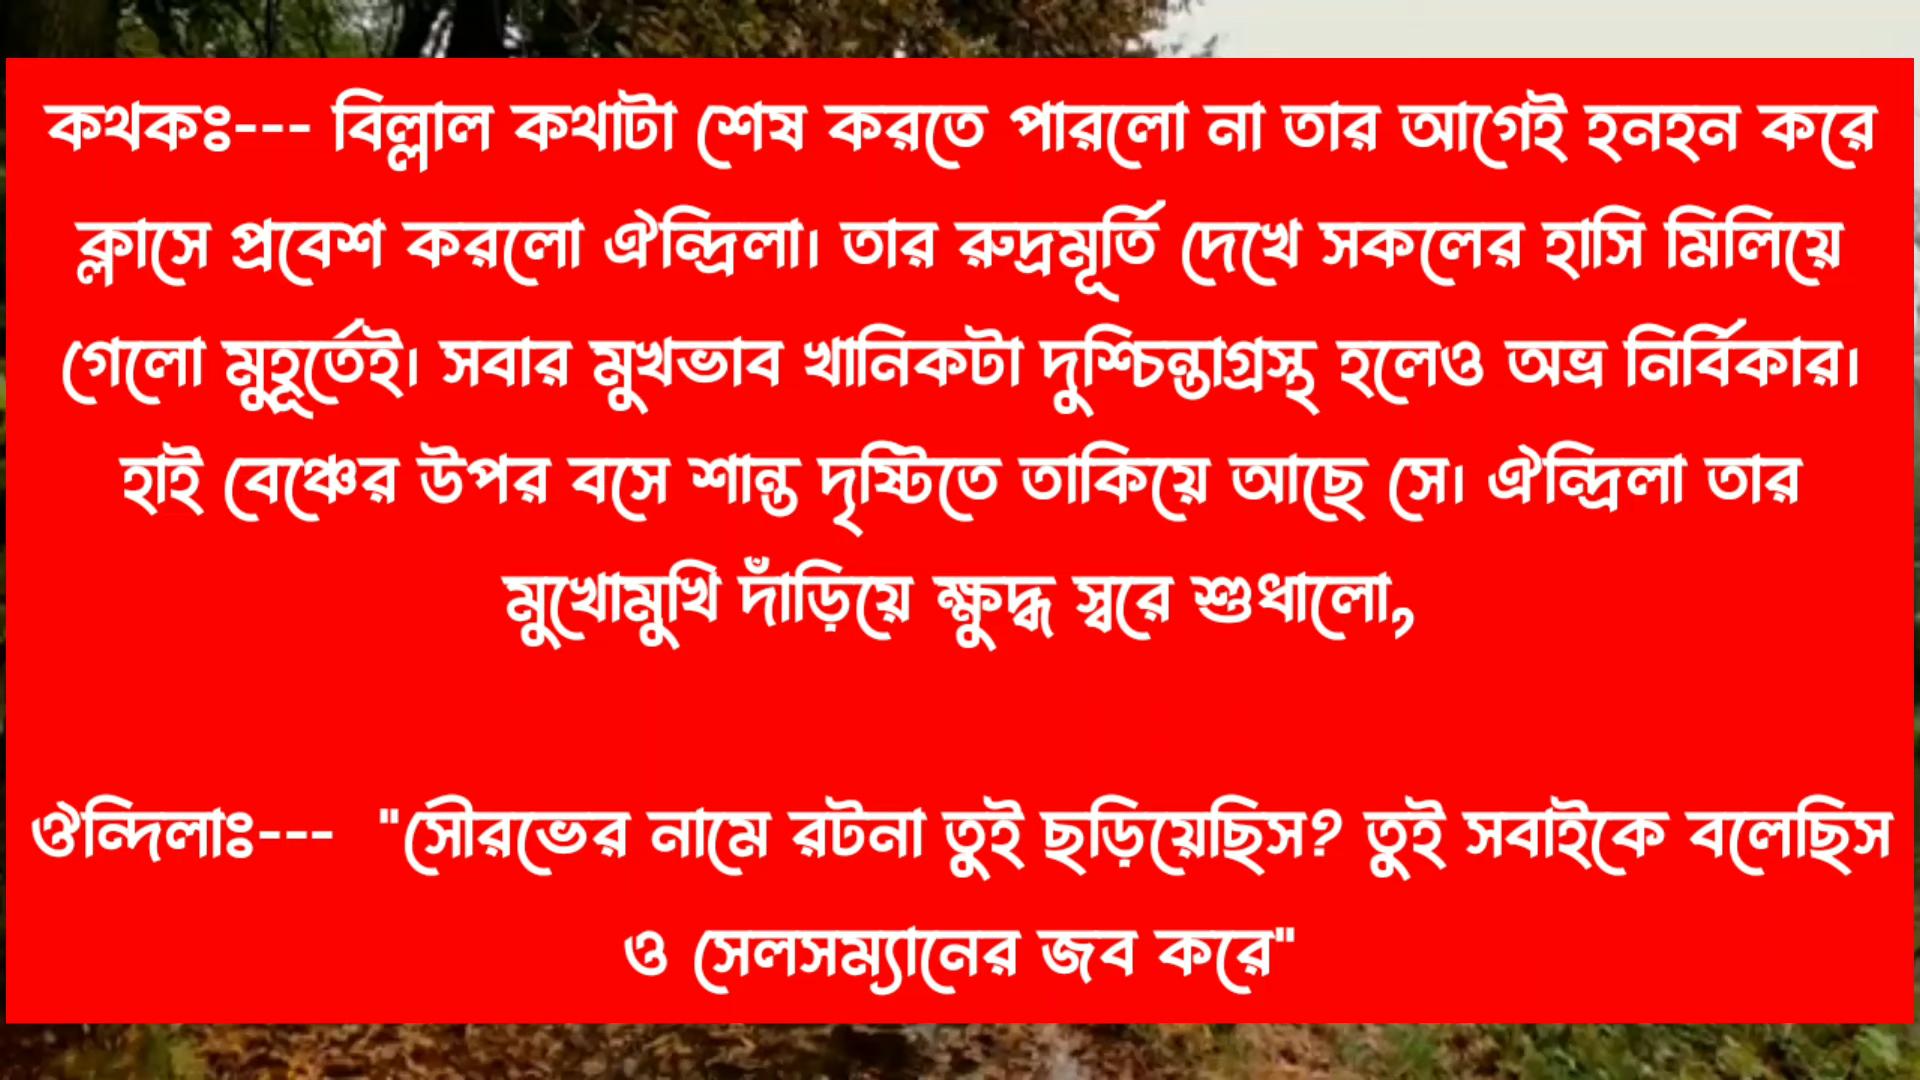 কথকঃ--- বিল্লাল কথাটা শেষ করতে পারলো না তার আগেই হনহন করে
ক্লাসে প্রবেশ করলো ঐন্দ্রিলা। তার রুদ্রমূর্তি দেখে সকলের হাসি মিলিয়ে
গেলো মুহূর্তেই। সবার মুখভাব খানিকটা দুশ্চিন্তাগ্রস্থ হলেও অভ্র নির্বিকার।
হাই বেঞ্চের উপর বসে শান্ত দৃষ্টিতে তাকিয়ে আছে সে। ঐন্দ্রিলা তার
মুখোমুখি দাঁড়িয়ে ক্ষুদ্ধ স্বরে শুধালো,
ঔন্দিলাঃ--- "সৌরভের নামে রটনা তুই ছড়িয়েছিস? তুই সবাইকে বলেছিস
ও সেলসম্যানের জব করে"